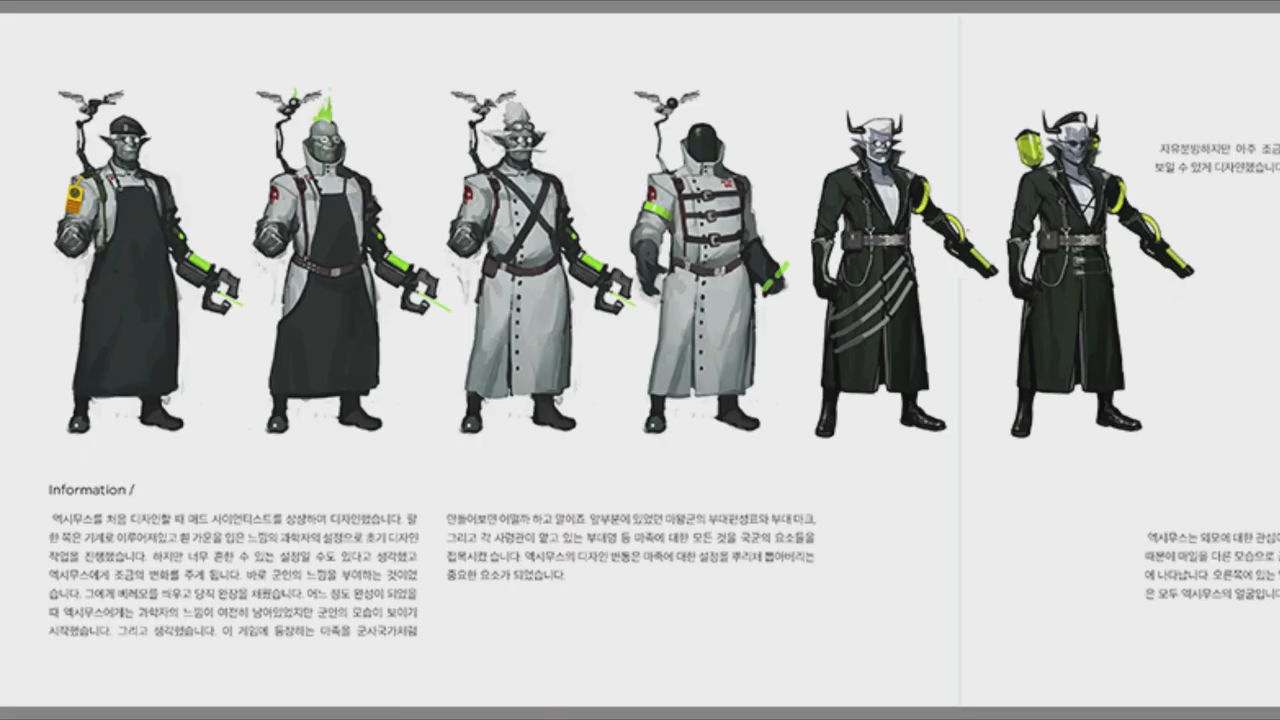 자유분방하지만 아주 조금
보일 수 있게 디자인했습니다
Information /
엑시무스를 처음 디자인할 때 매드 사이언티스트를 상상하며 디자인했습니다. 팔
한 쪽은 기계로 이루어져있고 흰 가운을 입은 느낌의 과학자의 설정으로 초기 디자인
작업을 진행했습니다. 하지만 너무 흔한 수 있는 설정일 수도 있다고 생각했고
엑시무스에게 조금의 변화를 주게 됩니다. 바로 군인의 느낌을 부여하는 것이었
습니다. 그에게 베레모를 씌우고 당직 완장을 채웠습니다. 어느 정도 완성이 되었을
때 엑시무스에게는 과학자의 느낌이 여전히 남아있었지만 군인의 모습이 보이기
시작했습니다. 그리고 생각했습니다. 이 게임에 등장하는 마족을 군사국가처럼
만들어보면 어떨까 하고 말이죠. 앞부분에 있었던 마왕군의 부대편성표와 부대 마크,
그리고 각 사령관이 맡고 있는 부대명 등 마족에 대한 모든 것을 국군의 요소들을
접목시켰 습니다. 엑시무스의 디자인 변동은 마족에 대한 설정을 뿌리채 뽑아버리는
중요한 요소가 되었습니다.
엑시무스는 외모에 대한 관심이
때문에 매일을 다른 모습으로
에 나타납니다. 오른쪽에 있는
은 모두 엑시무스의 얼굴입니다